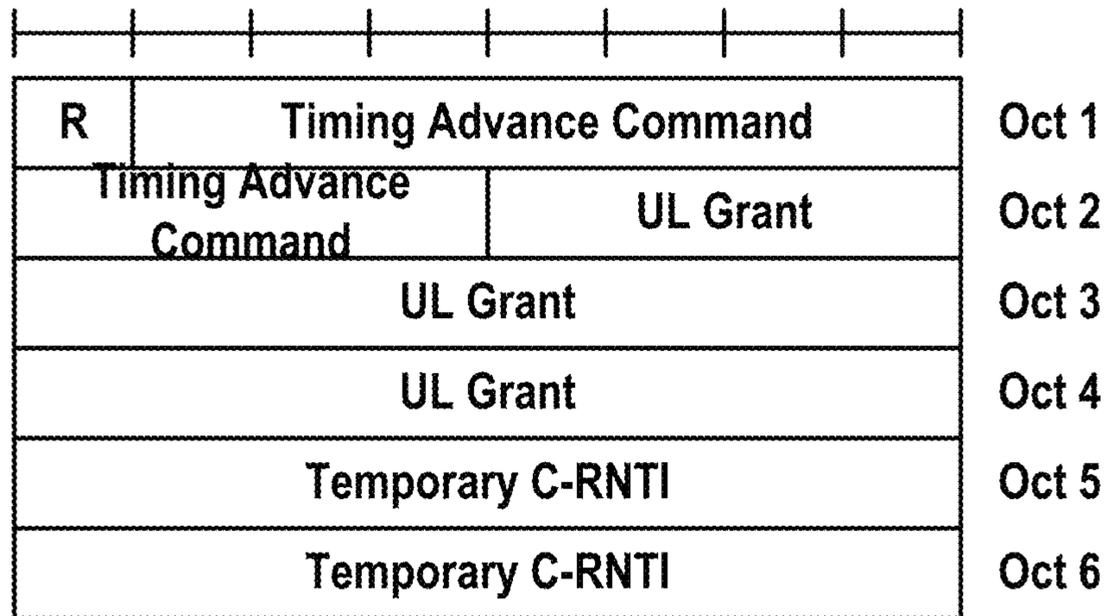 R Timing Advance Command Oct 1
Timing Advance
Command
UL Grant Oct 2
UL Grant Oct 3
UL Grant Oct 4
Temporary C-RNTI Oct 5
Temporary C-RNTI Oct 6